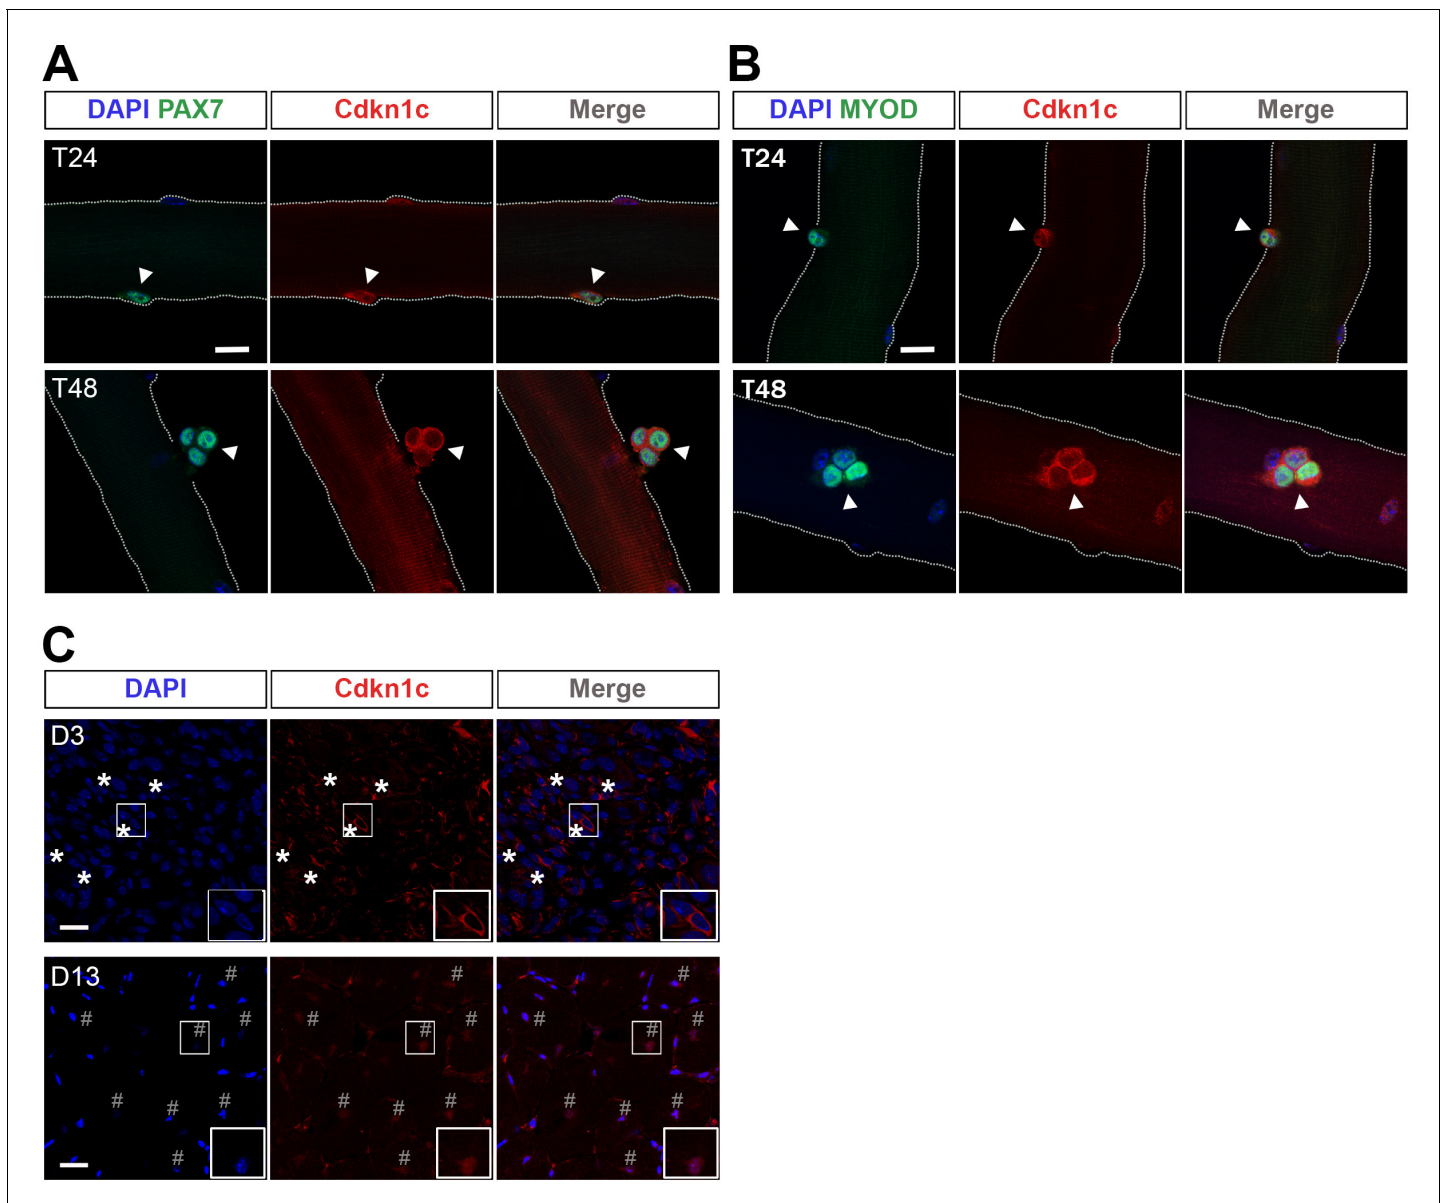 A
B
DAPI PAX7
Cdkn1c
Merge
DAPI MYOD
Cdkn1c
Merge
T24
T24
T48
T48
C
DAPI
Cdkn1c
Merge
D3
* * * * *
* * * * *
* * * * *
D13
# # # # # # # #
# # # # # # # #
# # # # # # # #